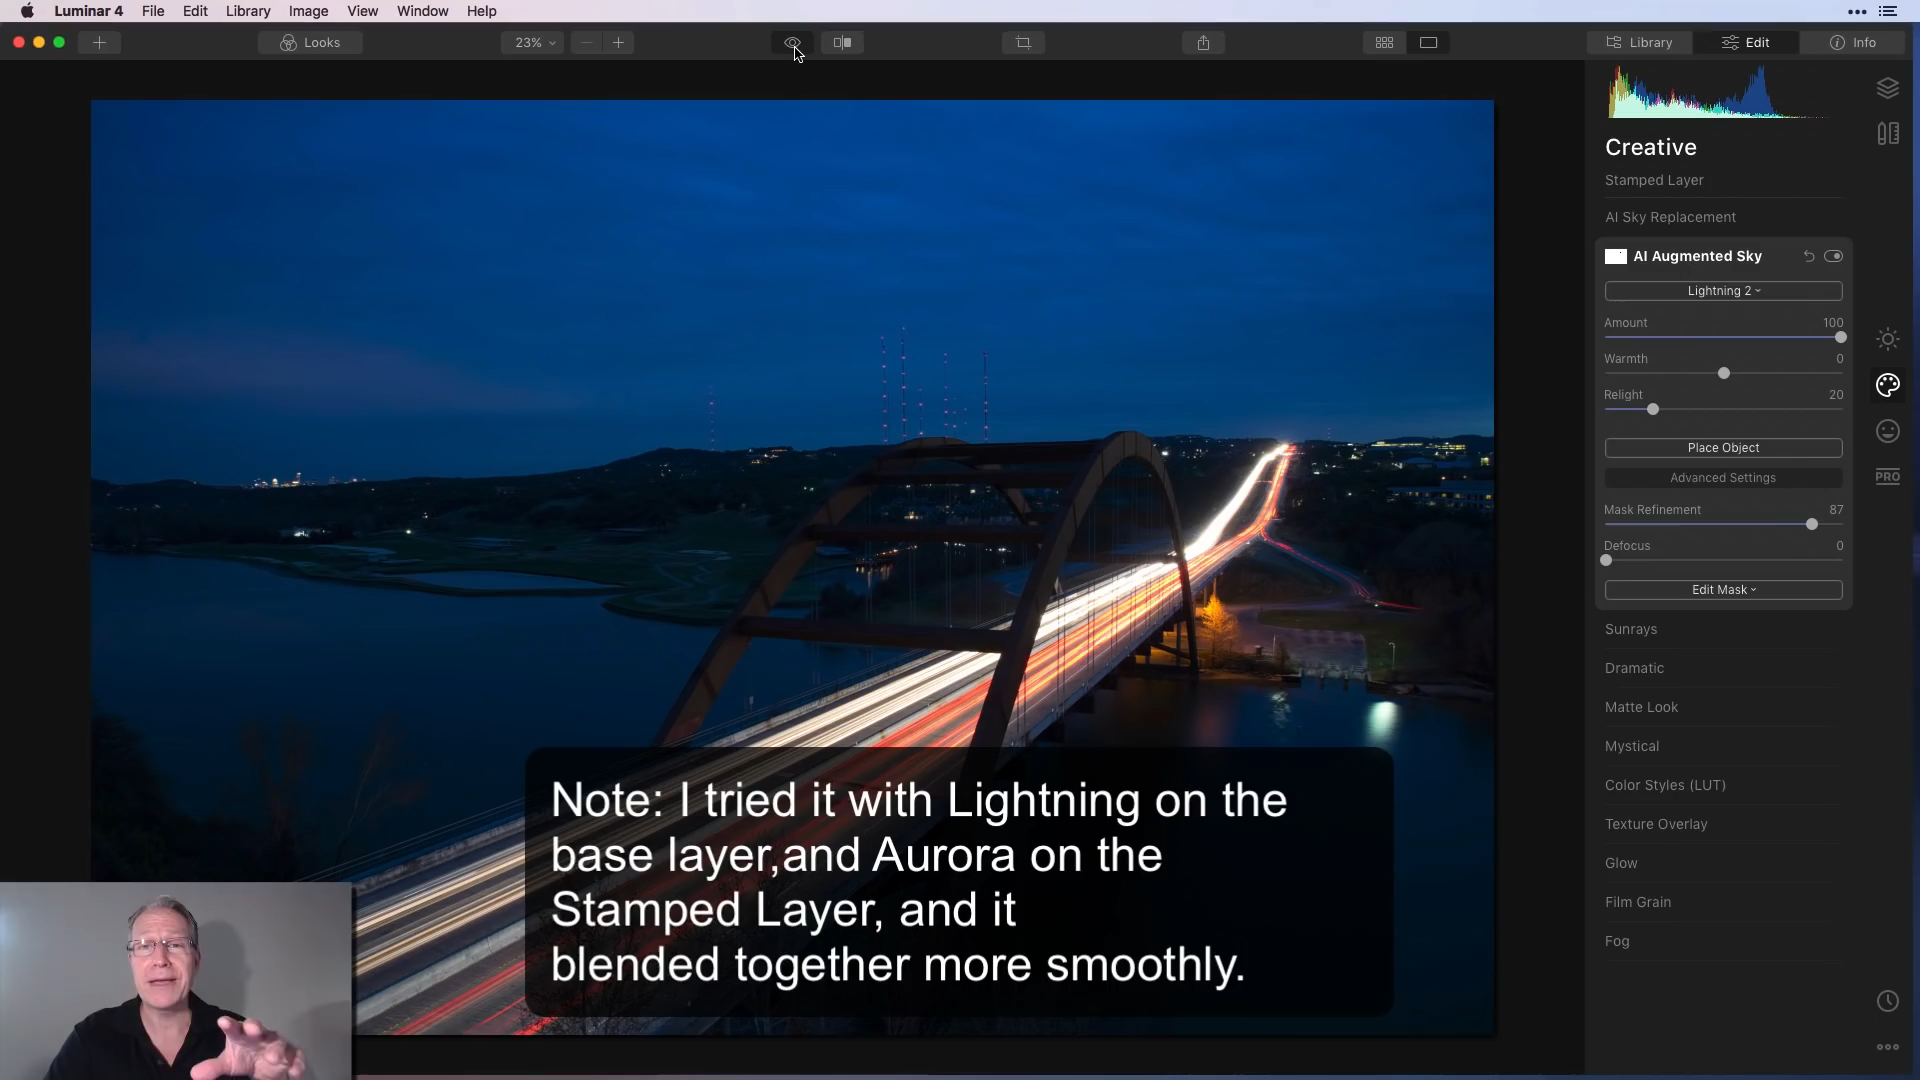 Luminar 4 File Edit Library Image View Window Help
Looks 23% Library Edit Info
Creative
Stamped Layer
AI Sky Replacement
AI Augmented Sky
Lightning 2
Amount 100
Warmth 0
Relight 20
Place Object
Advanced Settings
Mask Refinement 87
Defocus 0
Edit Mask
Sunrays
Dramatic
Matte Look
Mystical
Color Styles (LUT)
Texture Overlay
Glow
Film Grain
Fog
PRO
Note: I tried it with Lightning on the
base layer,and Aurora on the
Stamped Layer, and it
blended together more smoothly.